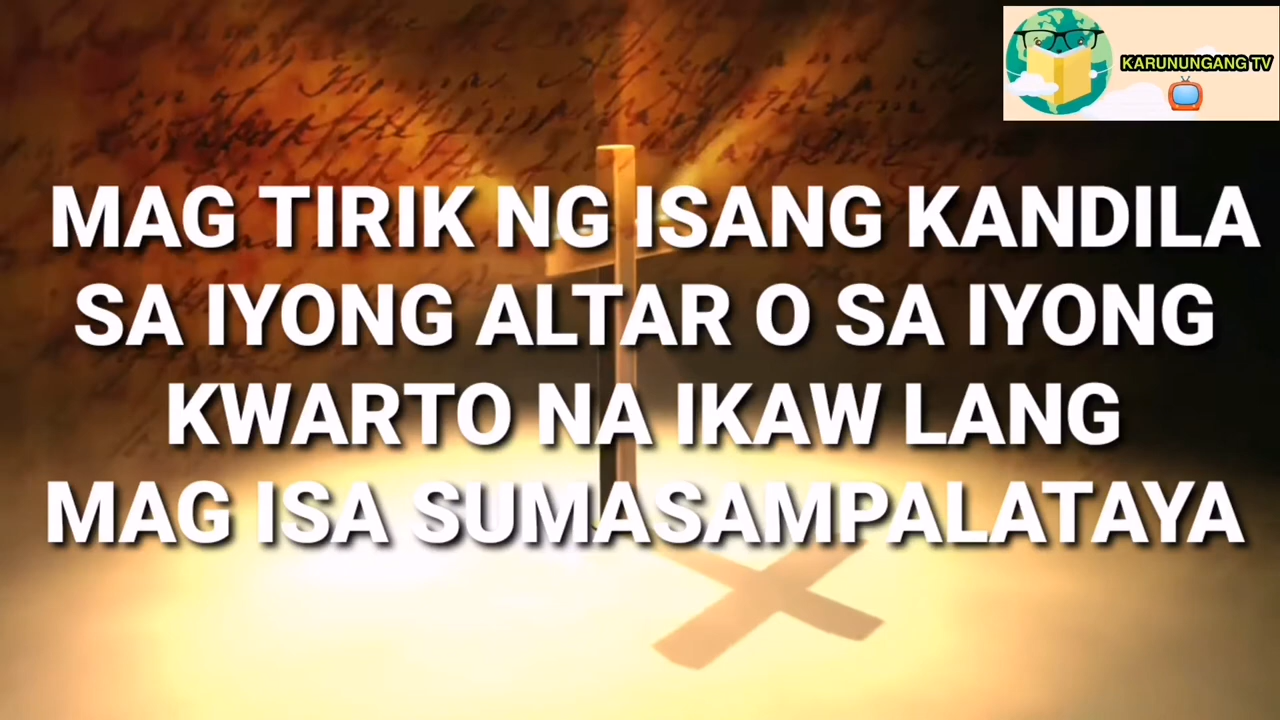 KARUNUNGANG TV
MAG TIRIK NG ISANG KANDILA
SA IYONG ALTAR O SA IYONG
KWARTO NA IKAW LANG
MAG ISA SUMASAMPALATAYA